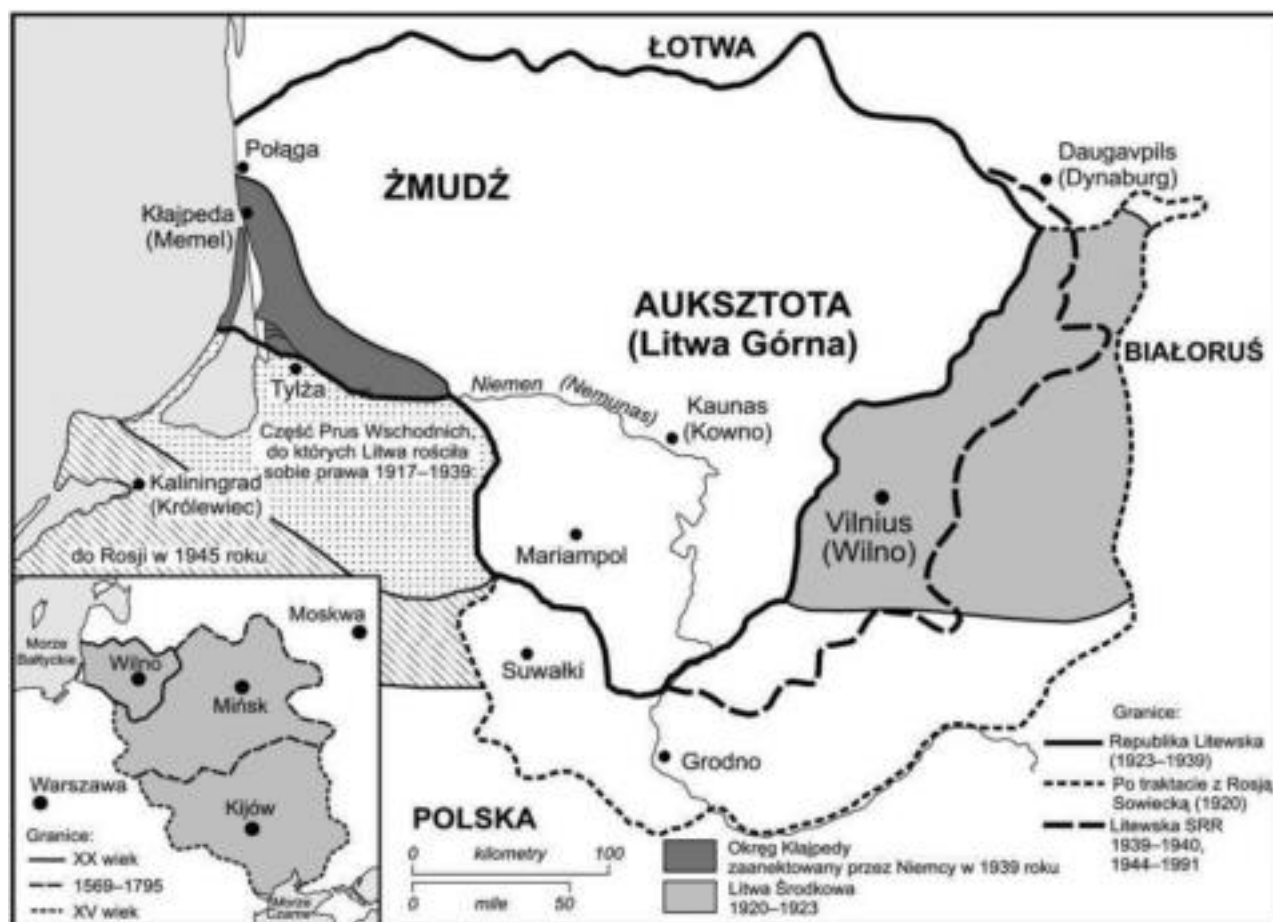 ŁOTWA
Połąga
ŻMUDŹ
Daugavpils
(Dynaburg)
Kłajpeda
(Memel)
AUKSZTOTA
(Litwa Górna)
BIAŁORUŚ
Tylża
Niemen (Nemunas)
Kaunas
(Kowno)
Część Prus Wschodnich,
do których Litwa rościła
sobie prawa 1917–1939
Kaliningrad
(Królewiec)
Vilnius
(Wilno)
do Rosji w 1945 roku
Mariampol
Suwałki
Grodno
POLSKA
0 kilometry 100
0 mile 50
Moskwa
Morze
Bałtyckie
Wilno
Mińsk
Warszawa
Kijów
Morze
Czarne
Granice:
XX wiek
1569–1795
XV wiek
Granice:
Republika Litewska
(1923–1939)
Po traktacie z Rosją
Sowiecką (1920)
Litewska SRR
1939–1940,
1944–1991
Okręg Kłajpedy
zaanektowany przez Niemcy w 1939 roku
Litwa Środkowa
1920–1923